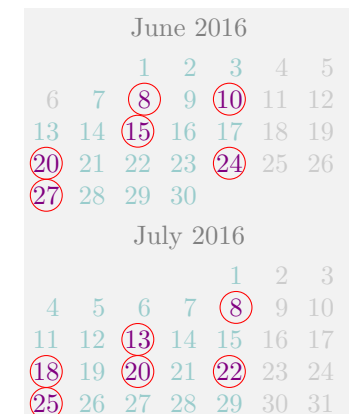 June 2016
1 2 3 4 5
6 7 8 9 10 11 12
13 14 15 16 17 18 19
20 21 22 23 24 25 26
27 28 29 30
July 2016
1 2 3
4 5 6 7 8 9 10
11 12 13 14 15 16 17
18 19 20 21 22 23 24
25 26 27 28 29 30 31